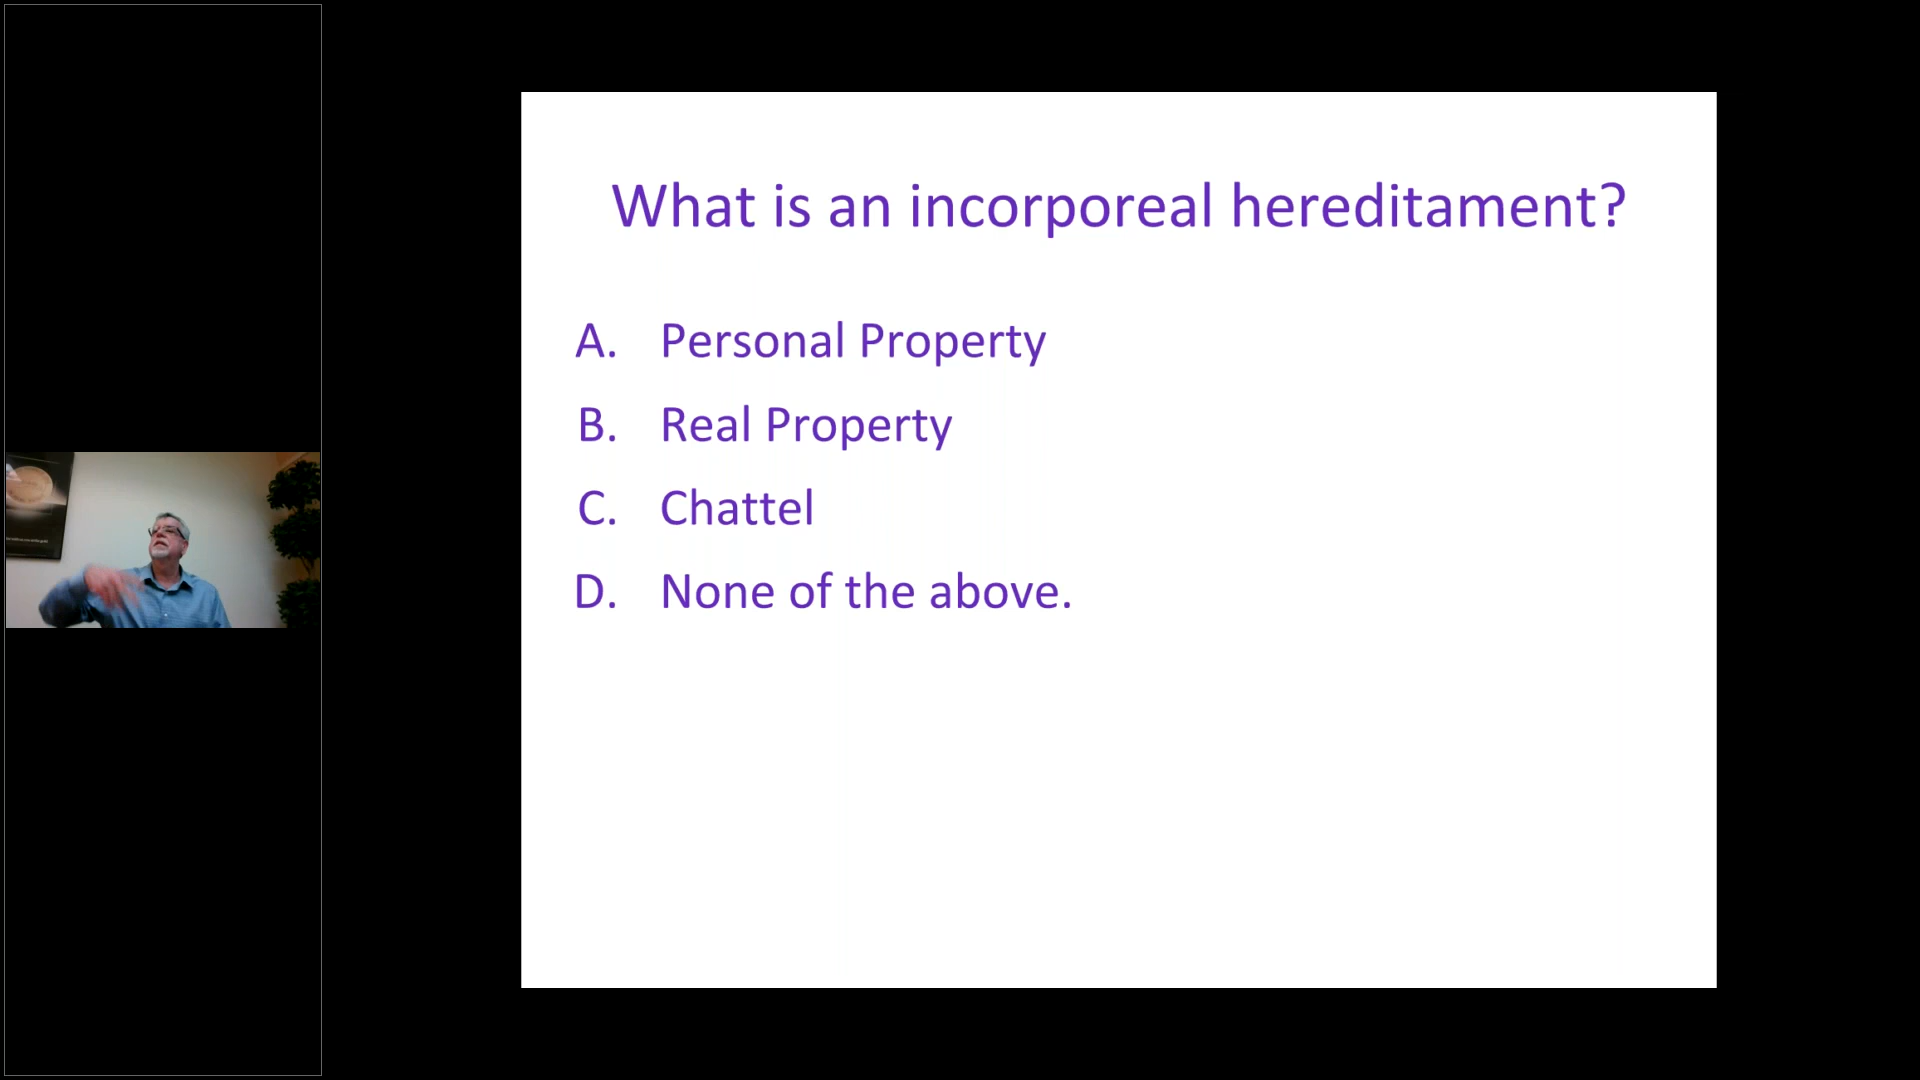 What is an incorporeal hereditament?
A. Personal Property
B. Real Property
C. Chattel
D. None of the above.